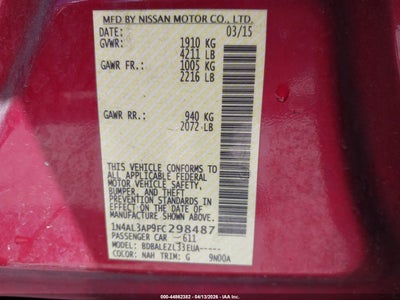 MFD BY NISSAN MOTOR CO., LTD.
DATE: 03/15
GVWR: 1910 KG
4211 LB
GAWR FR.: 1005 KG
2216 LB
GAWR RR.: 940 KG
2072 LB
THIS VEHICLE CONFORMS TO
ALL APPLICABLE FEDERAL
MOTOR VEHICLE SAFETY,
BUMPER, AND THEFT
PREVENTION STANDARDS IN
EFFECT ON THE DATE OF
MANUFACTURE SHOWN ABOVE.
1N4AL3AP9FC298487
PASSENGER CAR -611
MODEL: BDBALEZL33EUA-----
COLOR: NAH TRIM: G 9N00A
000-44862382 - 04/13/2026 - IAAI, Inc.